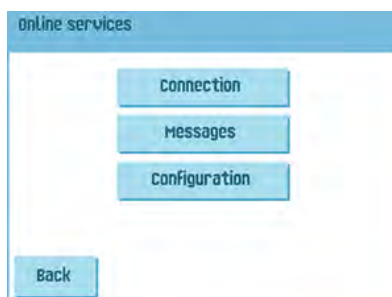 Online services
Connection
Messages
Configuration
Back